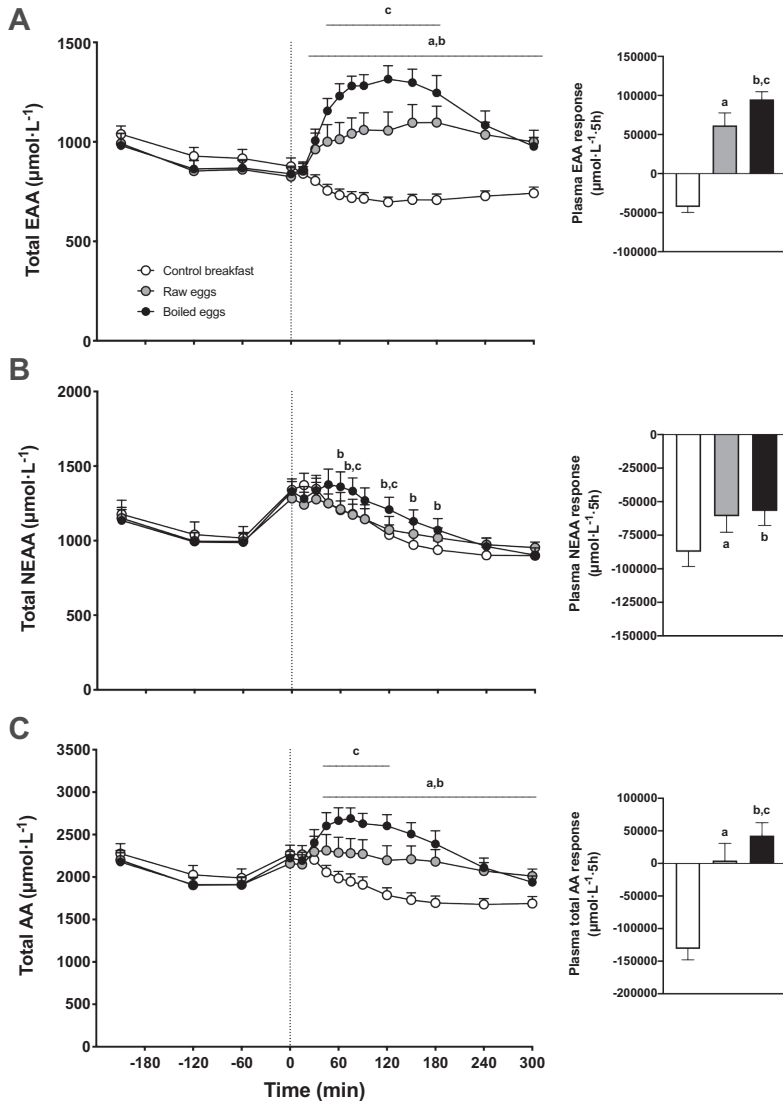 A
c
a,b
1500
1000
500
0
Total EAA (µmol·L⁻¹)
Control breakfast
Raw eggs
Boiled eggs
150000
100000
50000
0
-50000
-100000
Plasma EAA response
(µmol·L⁻¹·5h)
a
b,c
B
2000
1500
1000
500
0
Total NEAA (µmol·L⁻¹)
b
b,c
b,c
b
b
0
-25000
-50000
-75000
-100000
-125000
-150000
Plasma NEAA response
(µmol·L⁻¹·5h)
a
b
C
c
a,b
3500
3000
2500
2000
1500
1000
500
0
Total AA (µmol·L⁻¹)
-180
-120
-60
0
60
120
180
240
300
Time (min)
100000
50000
0
-50000
-100000
-150000
-200000
Plasma total AA response
(µmol·L⁻¹·5h)
a
b,c